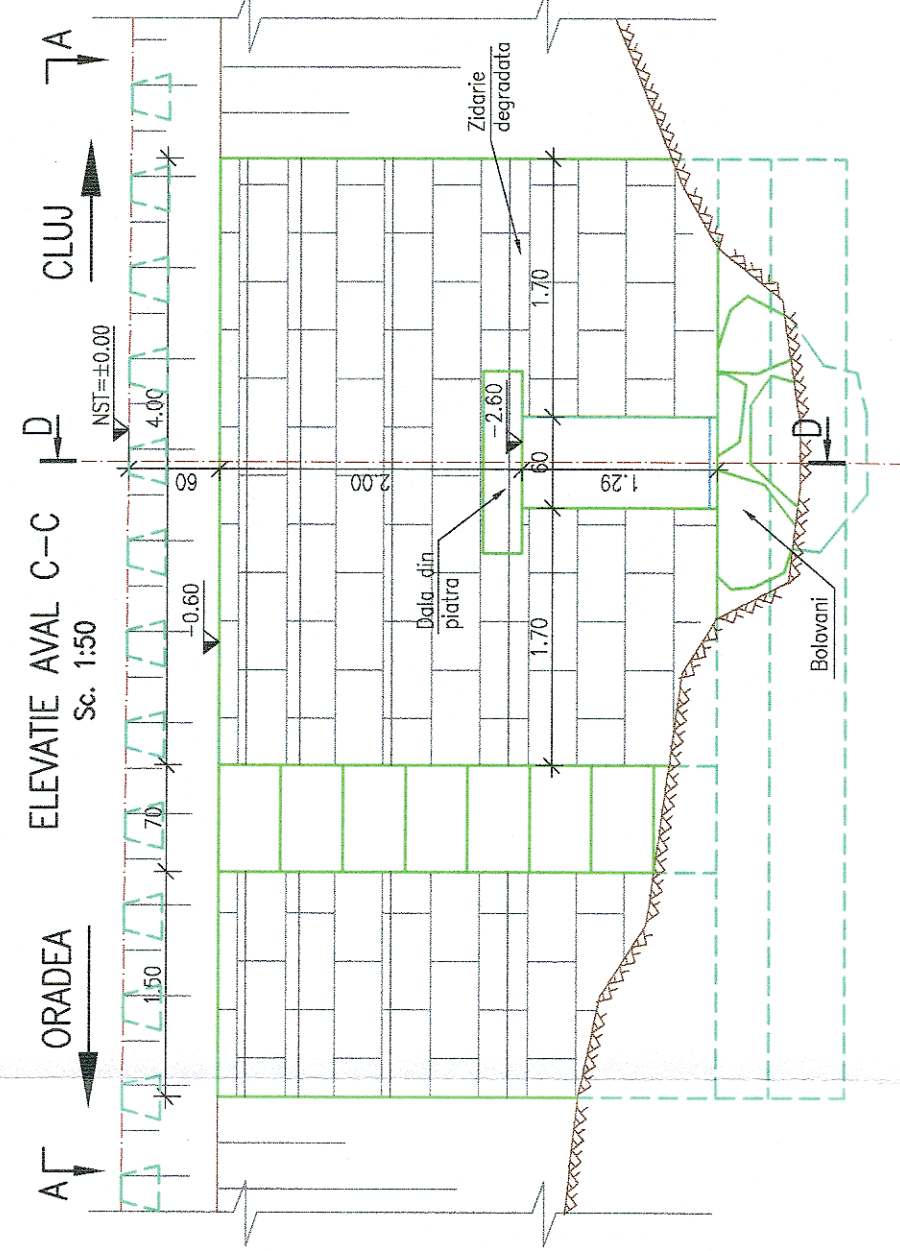 ELEVATIE AVAL C-C
Sc. 1:50
ORADEA
CLUJ
A
A
D
D
NST=±0.00
4.00
70
1.50
60
-0.60
2.00
-2.60
Dala din
piatra
Zidarie
degradata
1.70
60
1.70
1.29
Bolovani